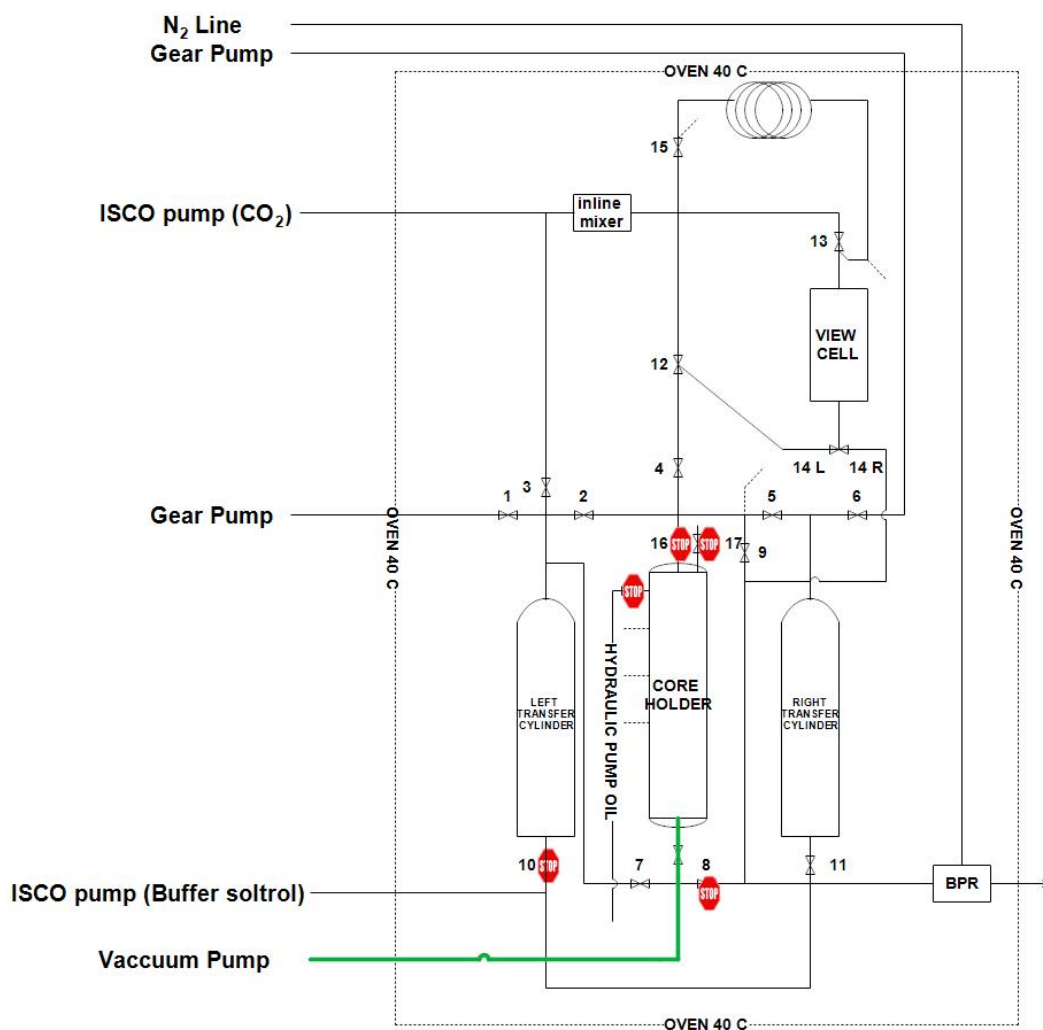 N₂ Line
Gear Pump
OVEN 40 C
15
ISCO pump (CO₂)
inline
mixer
13
VIEW
CELL
12
14 L
14 R
4
3
1
2
5
6
Gear Pump
OVEN 40 C
OVEN 40 C
16
STOP
STOP
17
9
STOP
HYDRAULIC PUMP OIL
CORE
HOLDER
LEFT
TRANSFER
CYLINDER
RIGHT
TRANSFER
CYLINDER
10
STOP
7
8
STOP
11
ISCO pump (Buffer soltrol)
BPR
Vaccuum Pump
OVEN 40 C